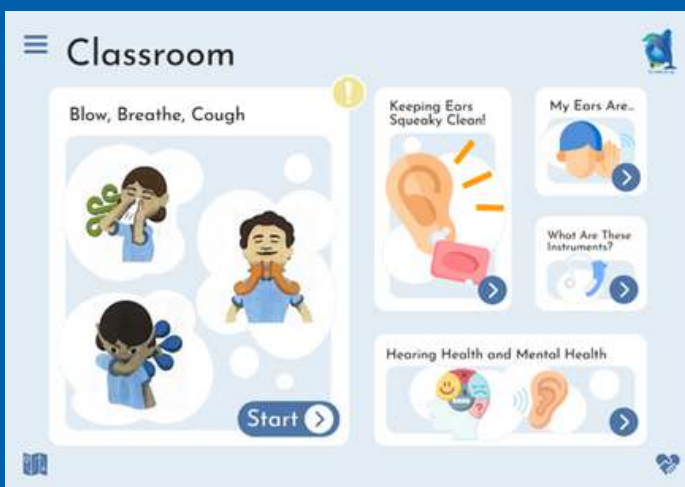 Classroom
Blow, Breathe, Cough
Start
Keeping Ears
Squeaky Clean!
My Ears Are..
What Are These
Instruments?
Hearing Health and Mental Health